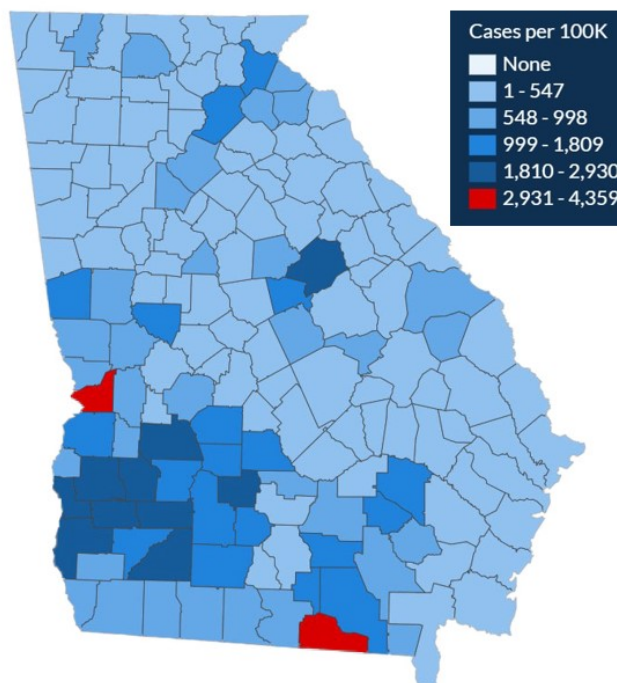 Cases per 100K
None
1 - 547
548 - 998
999 - 1,809
1,810 - 2,930
2,931 - 4,359